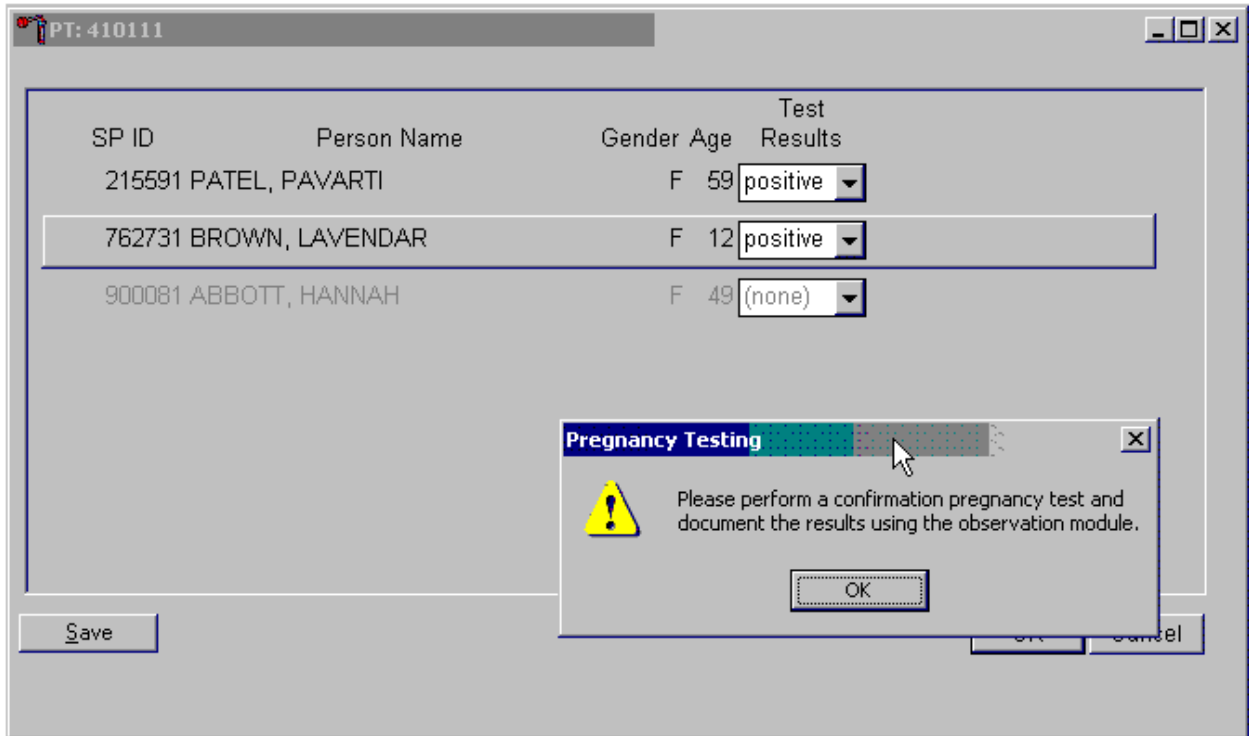 PT: 410111
Test
SP ID Person Name Gender Age Results
215591 PATEL, PAVARTI F 59 positive
762731 BROWN, LAVENDAR F 12 positive
900081 ABBOTT, HANNAH F 49 (none)
Pregnancy Testing
Please perform a confirmation pregnancy test and
document the results using the observation module.
OK
Save Cancel